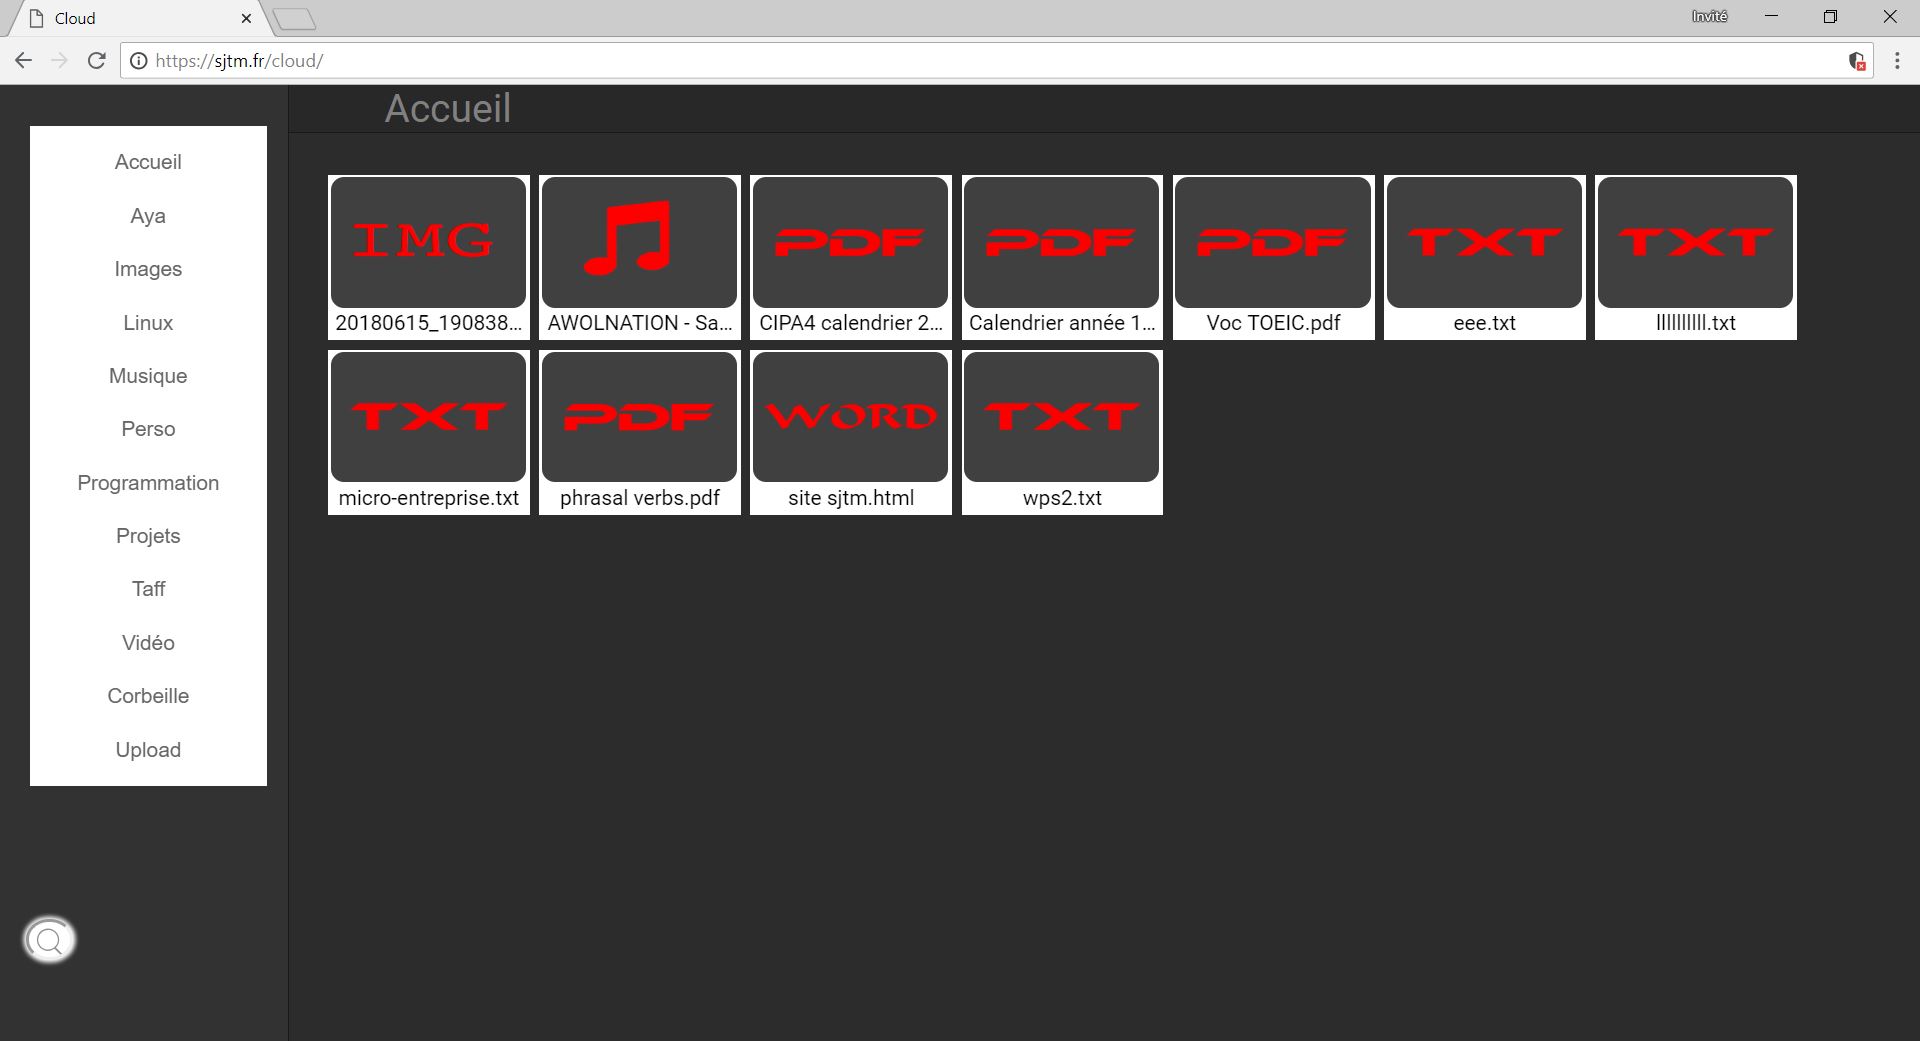 Cloud
Invité
https://sjtm.fr/cloud/
Accueil
Accueil
Aya
Images
Linux
Musique
Perso
Programmation
Projets
Taff
Vidéo
Corbeille
Upload
IMG
PDF
PDF
PDF
TXT
TXT
20180615_190838...
AWOLNATION - Sa...
CIPA4 calendrier 2...
Calendrier année 1...
Voc TOEIC.pdf
eee.txt
llllllllll.txt
TXT
PDF
WORD
TXT
micro-entreprise.txt
phrasal verbs.pdf
site sjtm.html
wps2.txt